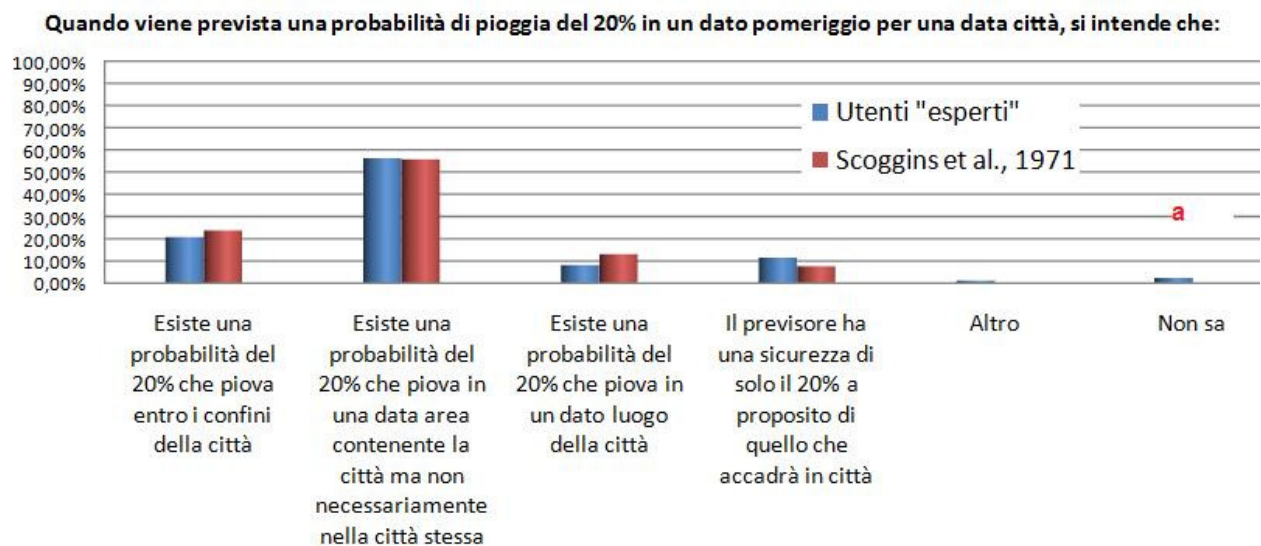 Quando viene prevista una probabilità di pioggia del 20% in un dato pomeriggio per una data città, si intende che:
100,00%
90,00%
80,00%
70,00%
60,00%
50,00%
40,00%
30,00%
20,00%
10,00%
0,00%
Utenti "esperti"
Scoggins et al., 1971
a
Esiste una
probabilità del
20% che piova
entro i confini
della città
Esiste una
probabilità del
20% che piova in
una data area
contenente la
città ma non
necessariamente
nella città stessa
Esiste una
probabilità del
20% che piova in
un dato luogo
della città
Il previsore ha
una sicurezza di
solo il 20% a
proposito di
quello che
accadrà in città
Altro
Non sa